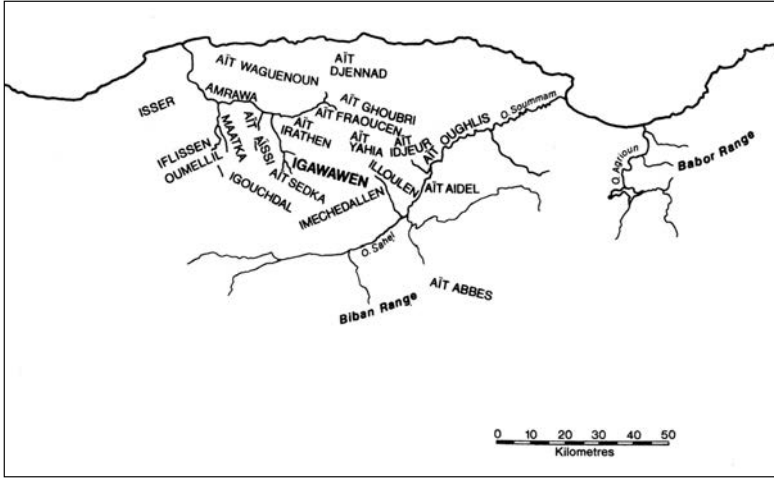 AÏT
DJENNAD
AÏT WAGUENOUN
ISSER
AMRAWA
AÏT GHOUBRI
AÏT FRAOUCEN
AÏT
IRATHEN
AÏT
YAHIA
AÏT
IDJEUR
AÏT OUGHLIS
O. Soummam
MAATKA
AÏT
AÏSSI
IFLISSEN
OUMELLIL
IGOUCHDAL
AÏT SEDKA
IGAWAWEN
ILLOULEN
IMECHEDALLEN
AÏT AIDEL
O. Agrioun
Babor Range
O. Sahel
AÏT ABBES
Biban Range
0 10 20 30 40 50
Kilometres